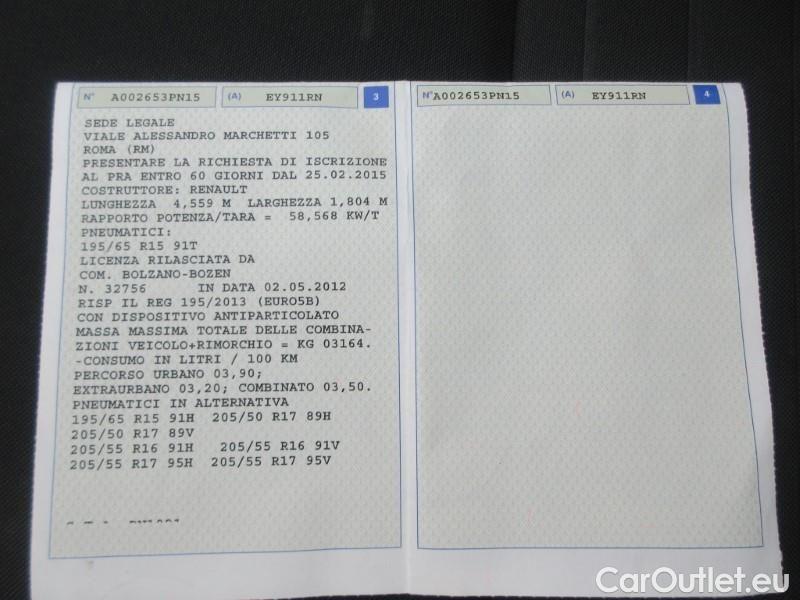 N° A002653PN15 (A) EY911RN 3
SEDE LEGALE
VIALE ALESSANDRO MARCHETTI 105
ROMA (RM)
PRESENTARE LA RICHIESTA DI ISCRIZIONE
AL PRA ENTRO 60 GIORNI DAL 25.02.2015
COSTRUTTORE: RENAULT
LUNGHEZZA 4,559 M LARGHEZZA 1,804 M
RAPPORTO POTENZA/TARA = 58,568 KW/T
PNEUMATICI:
195/65 R15 91T
LICENZA RILASCIATA DA
COM. BOLZANO-BOZEN
N. 32756 IN DATA 02.05.2012
RISP IL REG 195/2013 (EURO5B)
CON DISPOSITIVO ANTIPARTICOLATO
MASSA MASSIMA TOTALE DELLE COMBINA-
ZIONI VEICOLO+RIMORCHIO = KG 03164.
-CONSUMO IN LITRI / 100 KM
PERCORSO URBANO 03,90;
EXTRAURBANO 03,20; COMBINATO 03,50.
PNEUMATICI IN ALTERNATIVA
195/65 R15 91H 205/50 R17 89H
205/50 R17 89V
205/55 R16 91H 205/55 R16 91V
205/55 R17 95H 205/55 R17 95V
N° A002653PN15 (A) EY911RN 4
CarOutlet.eu